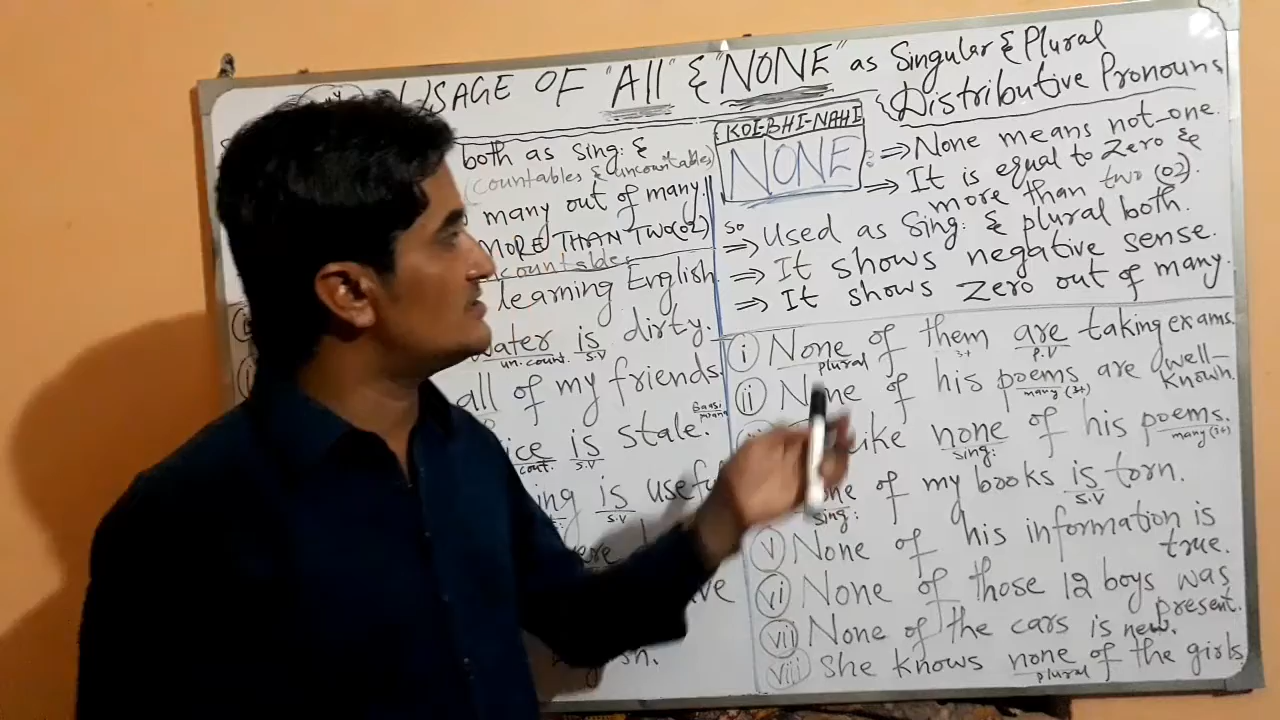 USAGE OF "All" & "NONE" as Singular & Plural
Distributive Pronouns
both as sing: &
(countables & uncountables)
many out of many.
MORE THAN TWO(02)
countables
learning English.
water is dirty.
un.count. S.V
all of my friends.
is stale.
count. S.V
is useful
S.V
KOI-BHI-NAHI
NONE
⇒ None means not-one.
⇒ It is equal to Zero &
more than two (02).
So
⇒ Used as Sing: & plural both.
⇒ It shows negative sense.
⇒ It shows Zero out of many.
(i) None of them are taking exams.
plural 3+ P.V
(ii) None of his poems are well-
known.
many (3+)
like none of his poems.
sing: many (3+)
of my books is torn.
sing: S.V
(v) None of his information is
true.
(vi) None of those 12 boys was
present.
(vii) None of the cars is new.
(viii) She knows none of the girls
plural